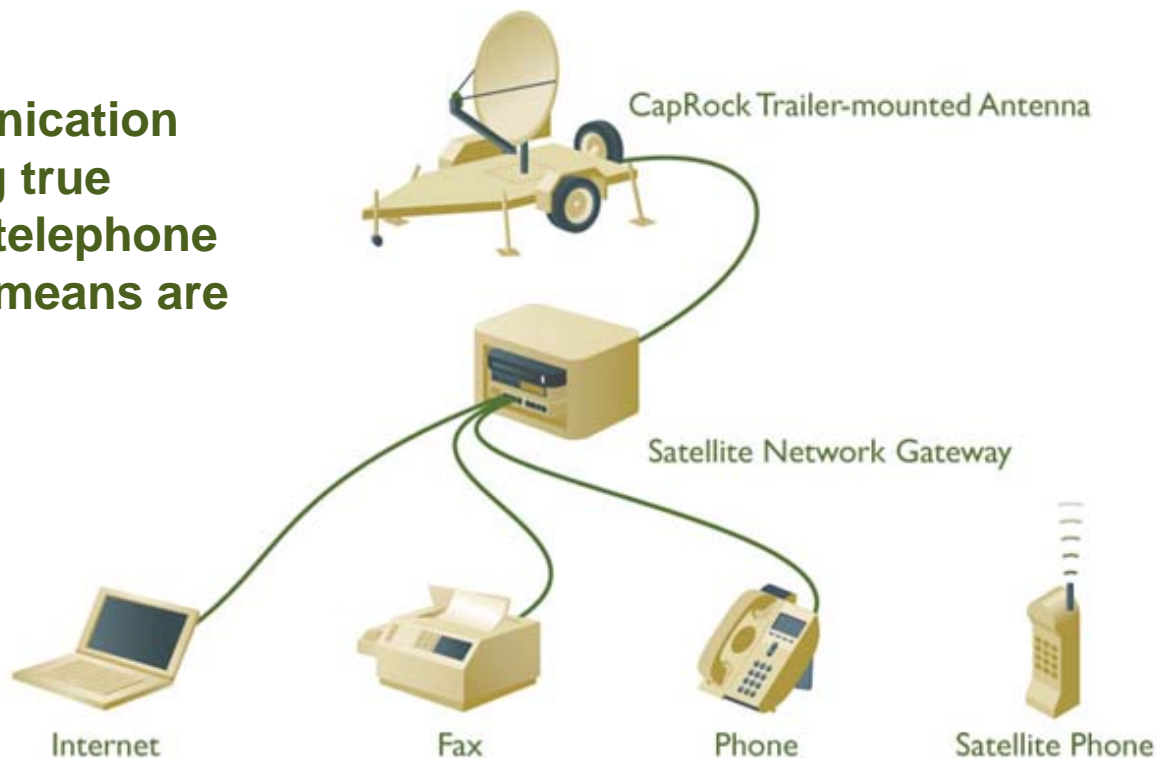 nication
g true
telephone
means are
CapRock Trailer-mounted Antenna
Satellite Network Gateway
Internet
Fax
Phone
Satellite Phone